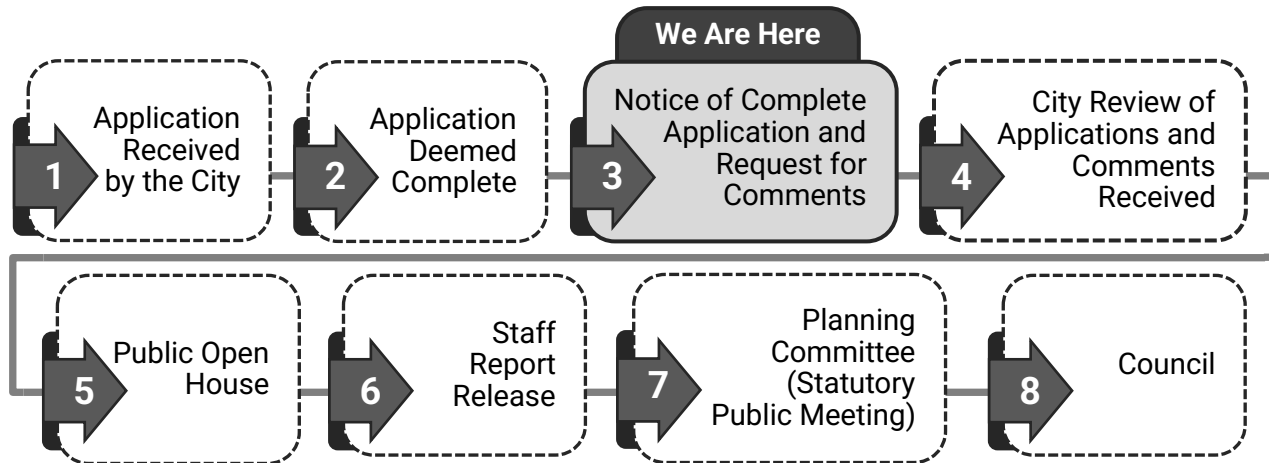 We Are Here
1
Application
Received
by the City
2
Application
Deemed
Complete
3
Notice of Complete
Application and
Request for
Comments
4
City Review of
Applications and
Comments
Received
5
Public Open
House
6
Staff
Report
Release
7
Planning
Committee
(Statutory
Public Meeting)
8
Council